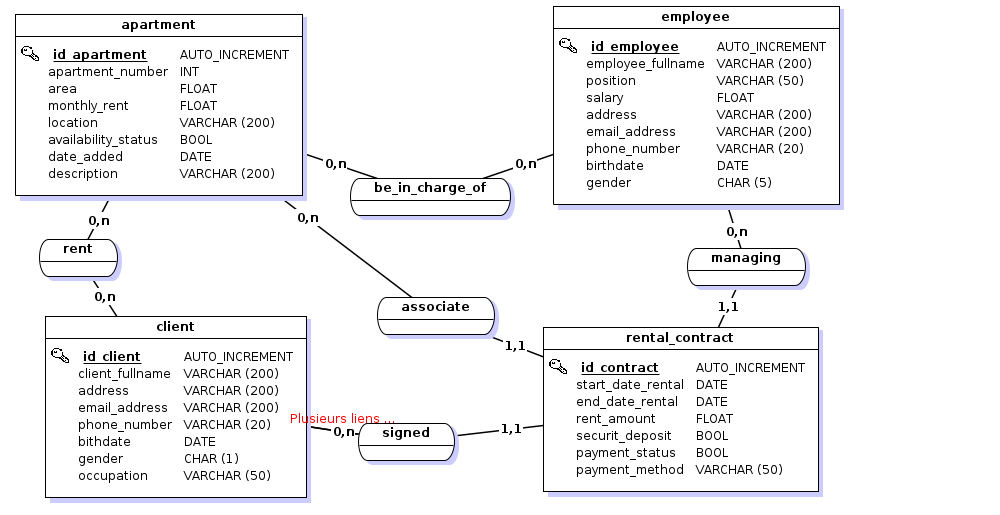 apartment
id_apartment AUTO_INCREMENT
apartment_number INT
area FLOAT
monthly_rent FLOAT
location VARCHAR (200)
availability_status BOOL
date_added DATE
description VARCHAR (200)
employee
id_employee AUTO_INCREMENT
employee_fullname VARCHAR (200)
position VARCHAR (50)
salary FLOAT
address VARCHAR (200)
email_address VARCHAR (200)
phone_number VARCHAR (20)
birthdate DATE
gender CHAR (5)
0,n
0,n
be_in_charge_of
0,n
0,n
0,n
rent
managing
0,n
1,1
associate
1,1
client
id_client AUTO_INCREMENT
client_fullname VARCHAR (200)
address VARCHAR (200)
email_address VARCHAR (200)
phone_number VARCHAR (20)
bithdate DATE
gender CHAR (1)
occupation VARCHAR (50)
Plusieurs liens ...
0,n
signed
1,1
rental_contract
id_contract AUTO_INCREMENT
start_date_rental DATE
end_date_rental DATE
rent_amount FLOAT
securit_deposit BOOL
payment_status BOOL
payment_method VARCHAR (50)